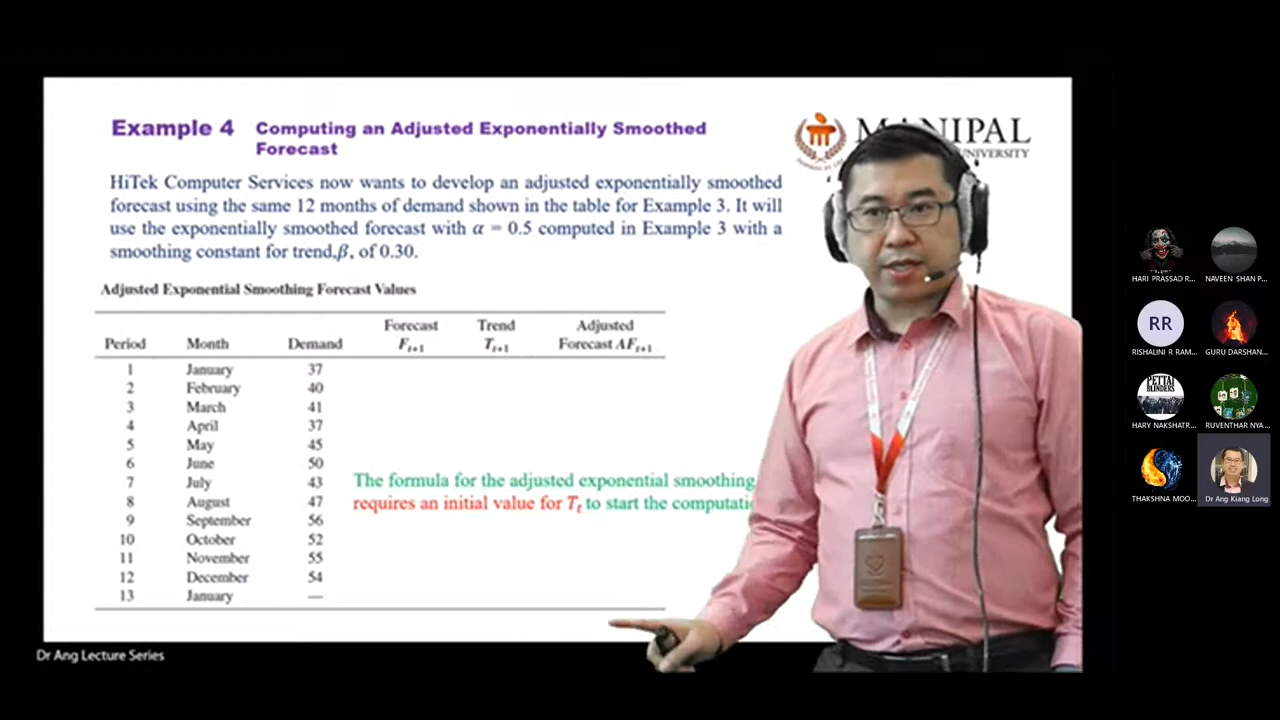 Example 4 Computing an Adjusted Exponentially Smoothed
Forecast
MANIPAL
UNIVERSITY
HiTek Computer Services now wants to develop an adjusted exponentially smoothed
forecast using the same 12 months of demand shown in the table for Example 3. It will
use the exponentially smoothed forecast with α = 0.5 computed in Example 3 with a
smoothing constant for trend,β, of 0.30.
Adjusted Exponential Smoothing Forecast Values
Forecast Trend Adjusted
Period Month Demand Fₜ₊₁ Tₜ₊₁ Forecast AFₜ₊₁
1 January 37
2 February 40
3 March 41
4 April 37
5 May 45
6 June 50
7 July 43
8 August 47
9 September 56
10 October 52
11 November 55
12 December 54
13 January —
The formula for the adjusted exponential smoothing
requires an initial value for Tₜ to start the computati
Dr Ang Lecture Series
HARI PRASSAD R...
NAVEEN SHAN P...
RR
RISHALINI R RAM...
GURU DARSHAN...
PETTAI
BLINDERS
HARY NAKSHATR...
RUVENTHAR NYA...
THAKSHNA MOO...
Dr Ang Kiang Long